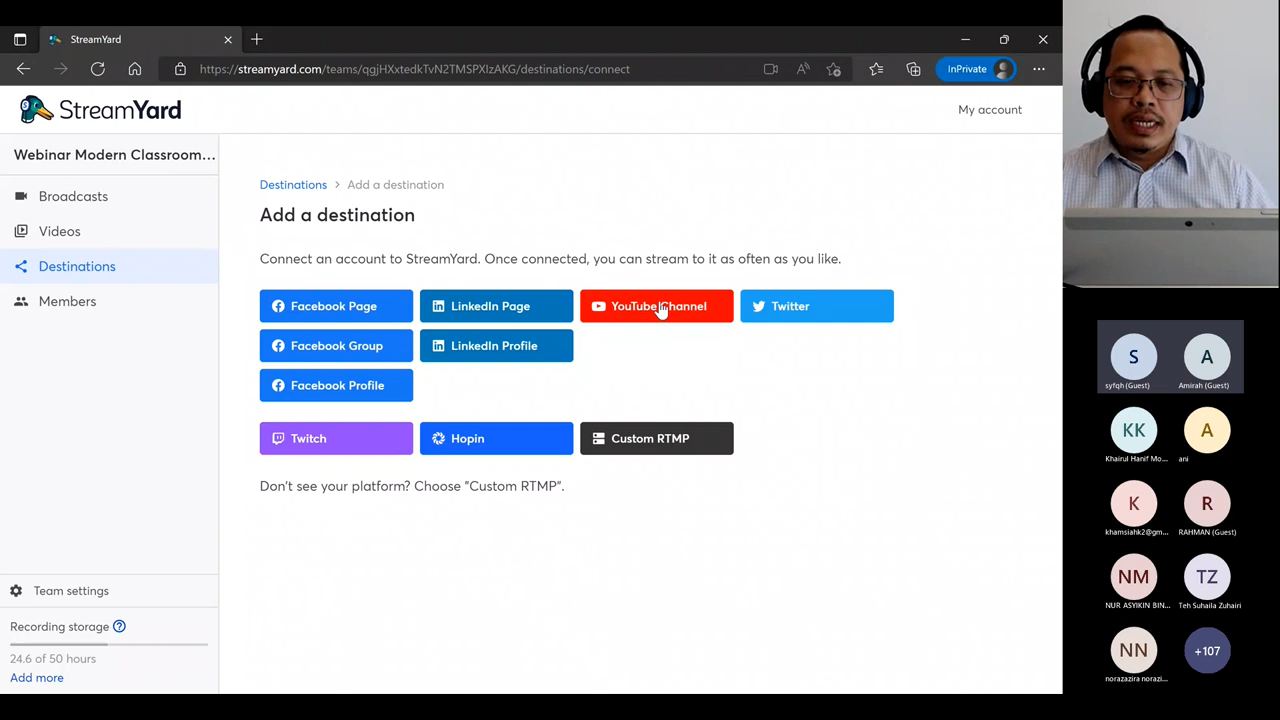 StreamYard
https://streamyard.com/teams/qgjHXxtedkTvN2TMSPXIzAKG/destinations/connect
InPrivate
StreamYard
My account
Webinar Modern Classroom...
Broadcasts
Videos
Destinations
Members
Team settings
Recording storage
24.6 of 50 hours
Add more
Destinations > Add a destination
Add a destination
Connect an account to StreamYard. Once connected, you can stream to it as often as you like.
Facebook Page
LinkedIn Page
YouTube Channel
Twitter
Facebook Group
LinkedIn Profile
Facebook Profile
Twitch
Hopin
Custom RTMP
Don't see your platform? Choose "Custom RTMP".
S
A
syfqh (Guest)
Amirah (Guest)
KK
A
Khairul Hanif Mo...
ani
K
R
khamsiahk2@gm...
RAHMAN (Guest)
NM
TZ
NUR ASYIKIN BIN...
Teh Suhaila Zuhairi
NN
+107
norazazira norazi...